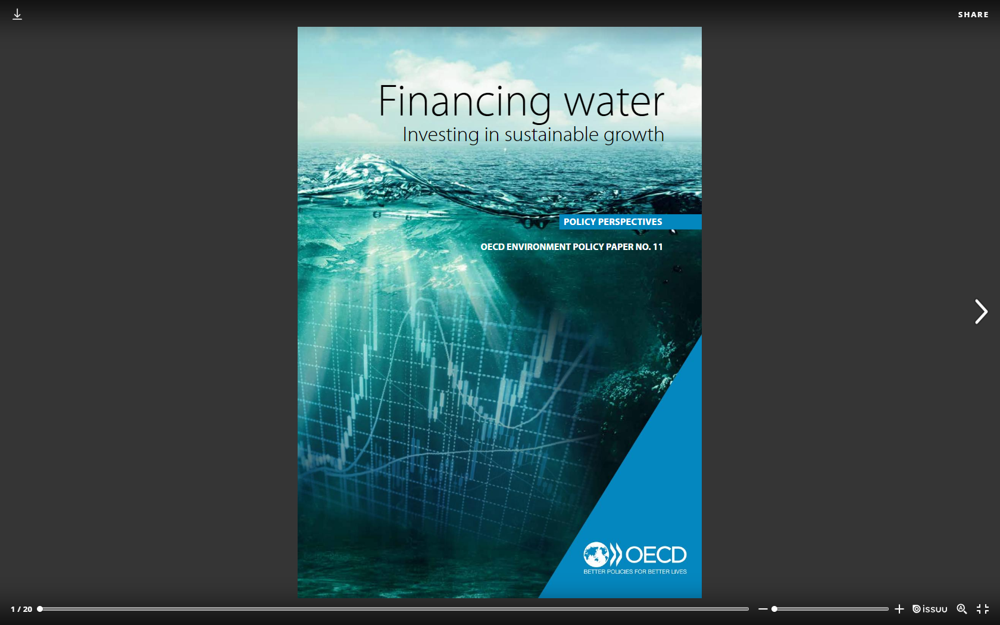 SHARE
Financing water
Investing in sustainable growth
POLICY PERSPECTIVES
OECD ENVIRONMENT POLICY PAPER NO. 11
OECD
BETTER POLICIES FOR BETTER LIVES
1 / 20
issuu